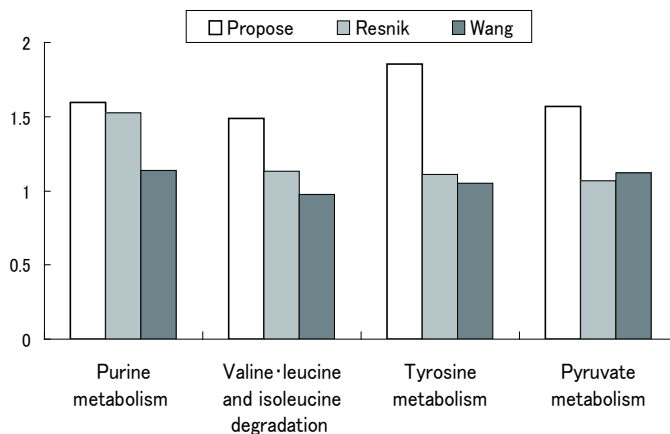 Propose Resnik Wang
2
1.5
1
0.5
0
Purine
metabolism
Valine·leucine
and isoleucine
degradation
Tyrosine
metabolism
Pyruvate
metabolism